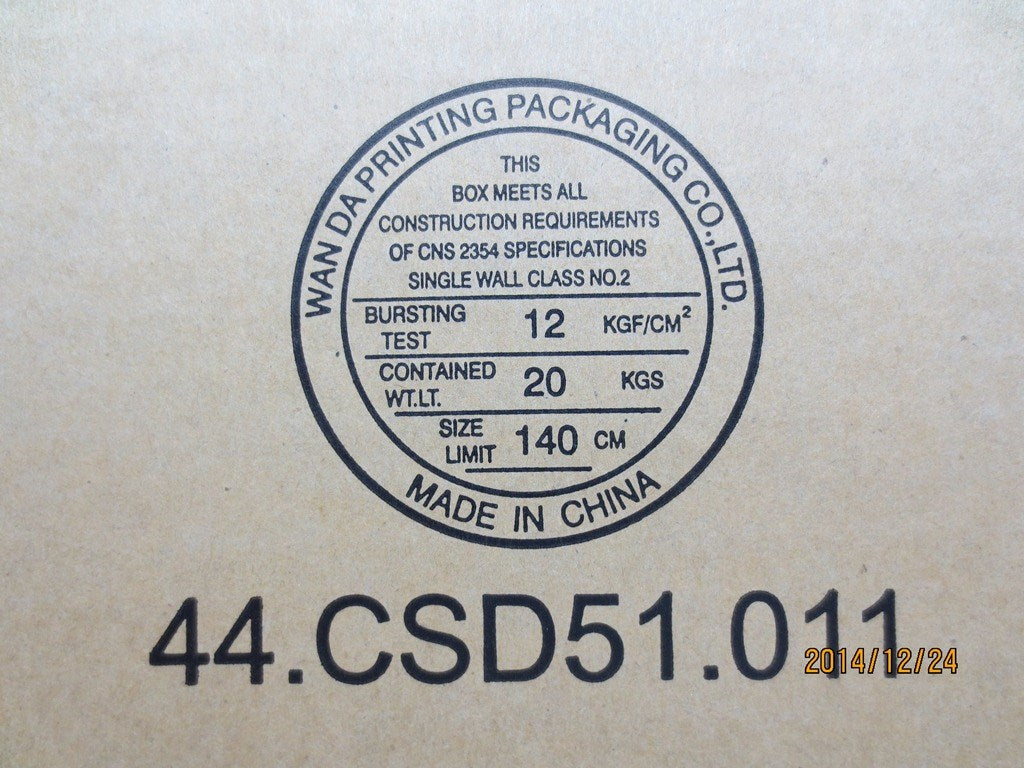 WAN DA PRINTING PACKAGING CO.,LTD.
THIS
BOX MEETS ALL
CONSTRUCTION REQUIREMENTS
OF CNS 2354 SPECIFICATIONS
SINGLE WALL CLASS NO.2
BURSTING TEST 12 KGF/CM²
CONTAINED WT.LT. 20 KGS
SIZE LIMIT 140 CM
MADE IN CHINA
44.CSD51.011
2014/12/24